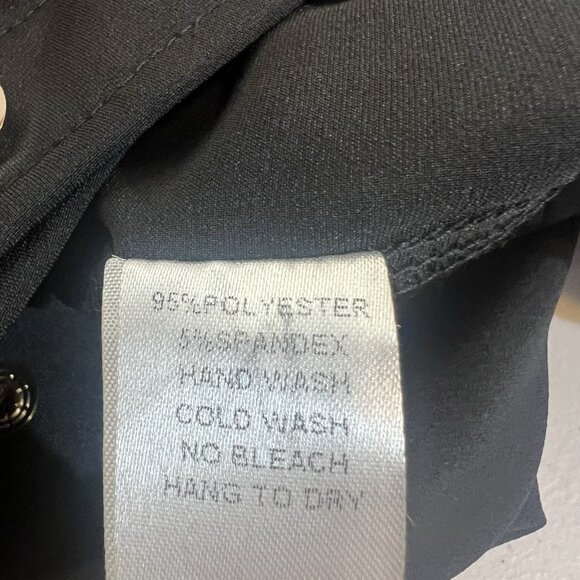 95%POLYESTER
5%SPANDEX
HAND WASH
COLD WASH
NO BLEACH
HANG TO DRY